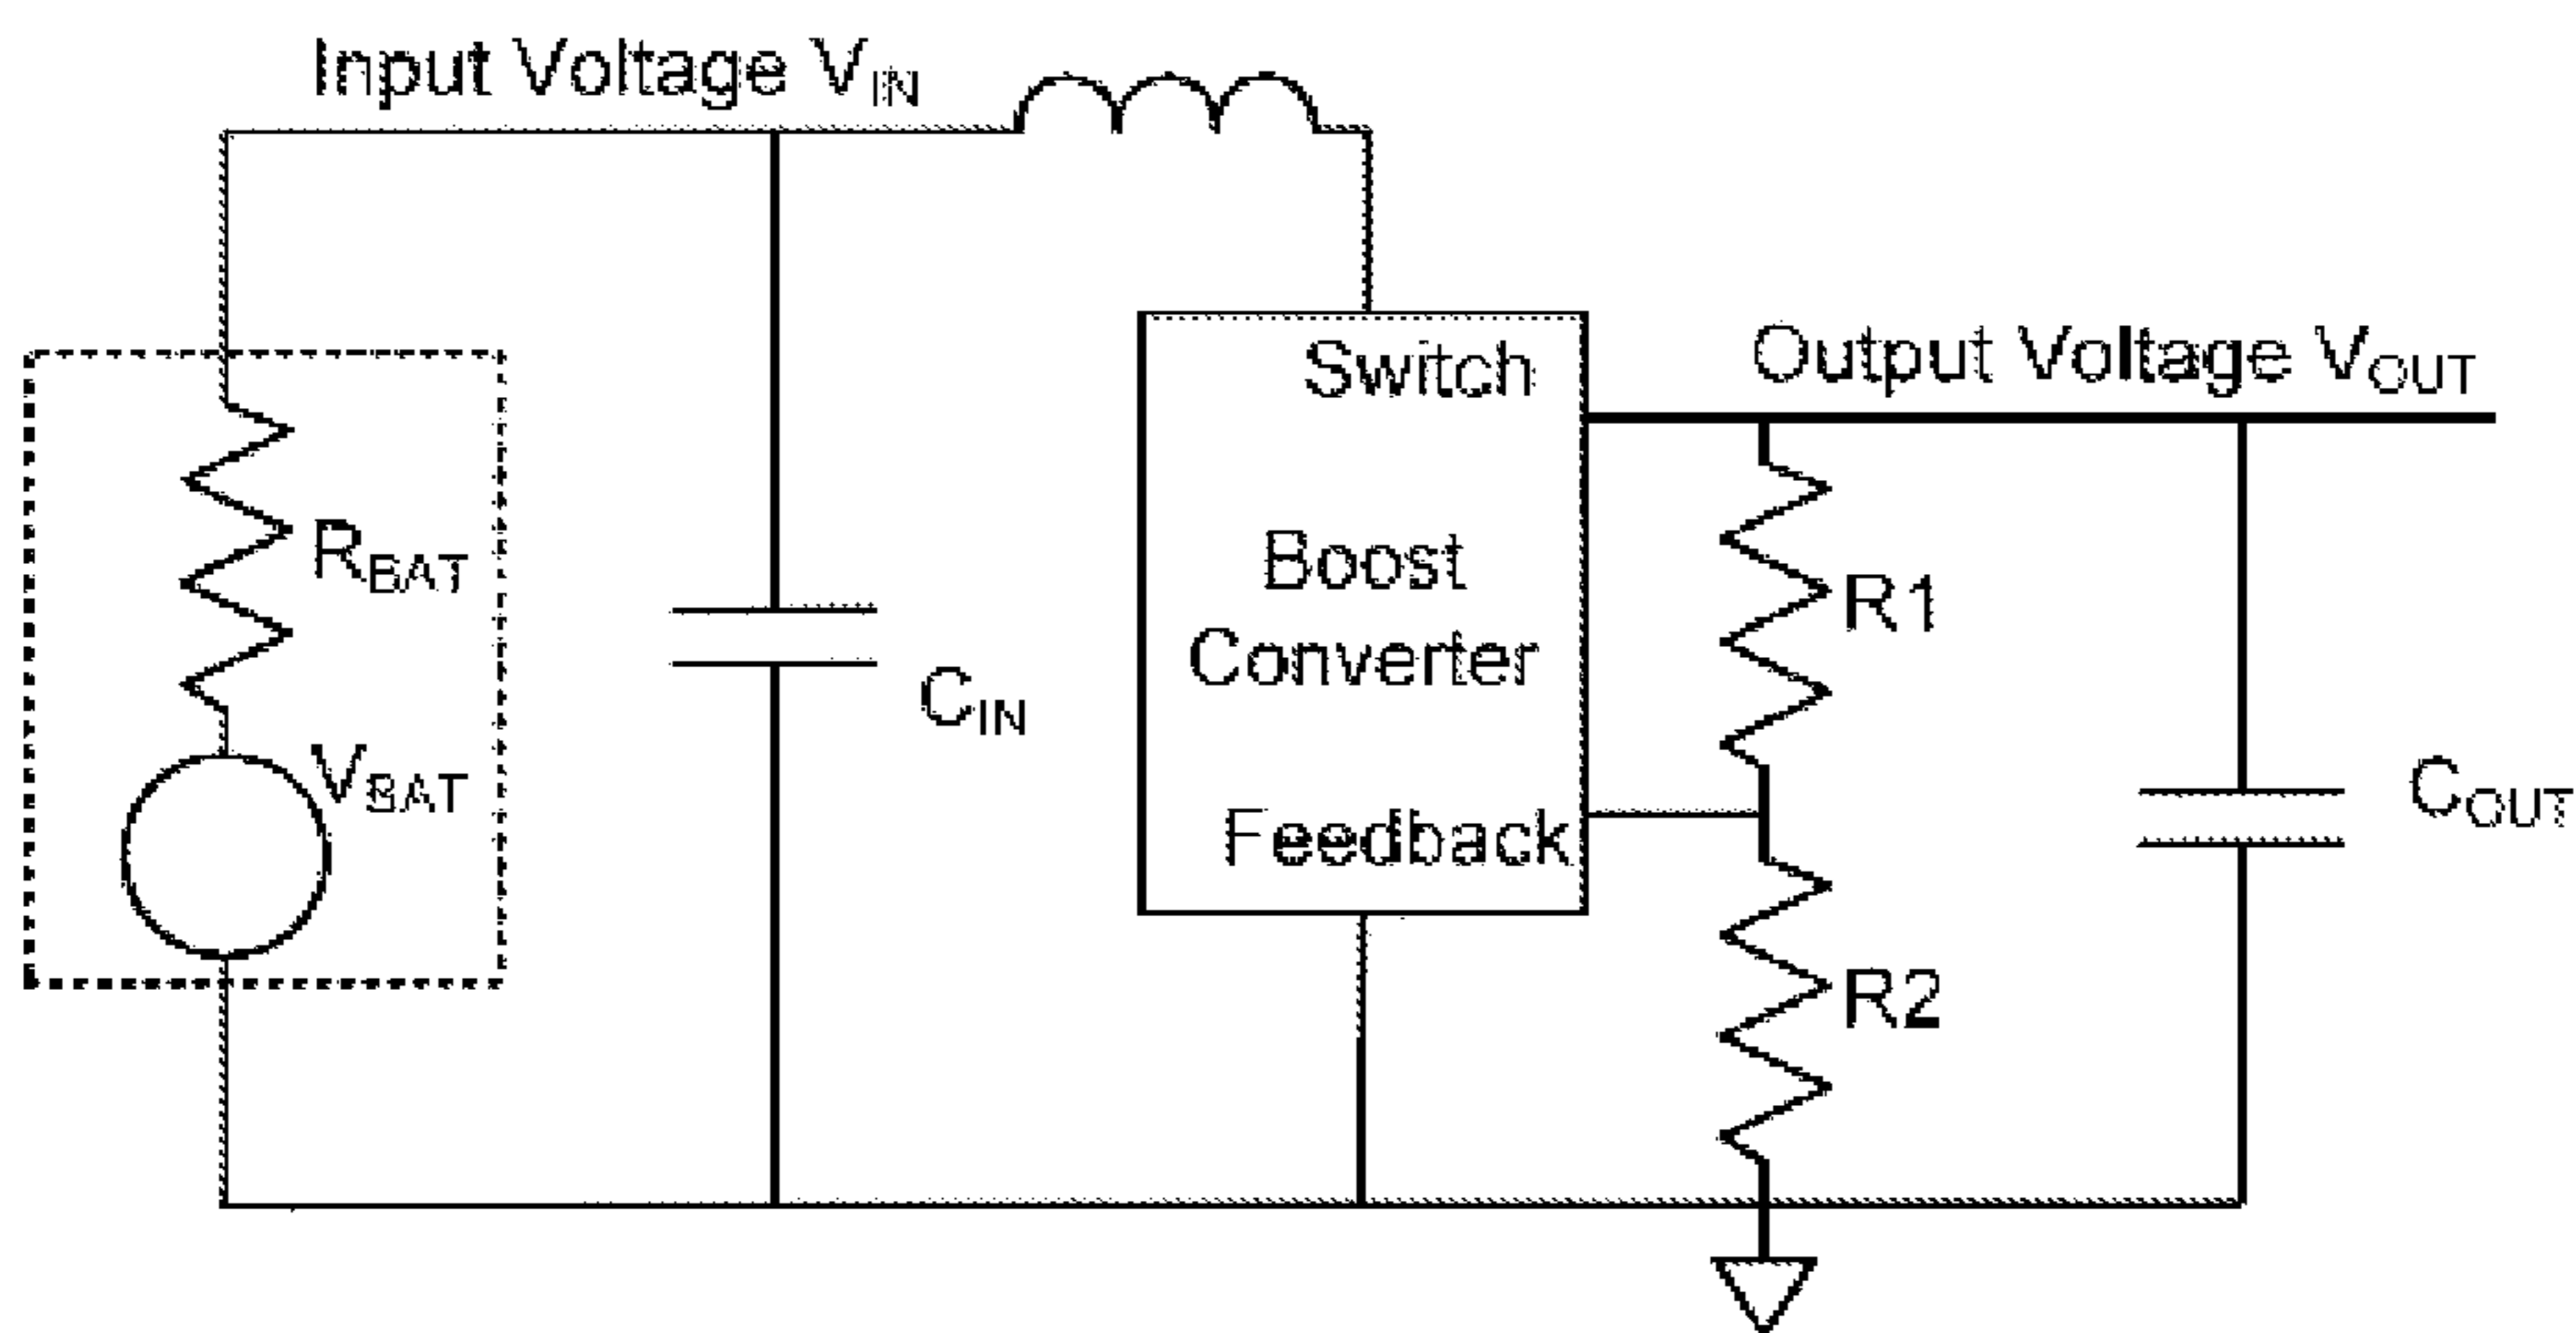 Input Voltage VIN
Switch
Output Voltage VOUT
RBAT
Boost
Converter
R1
CIN
VBAT
COUT
Feedback
R2